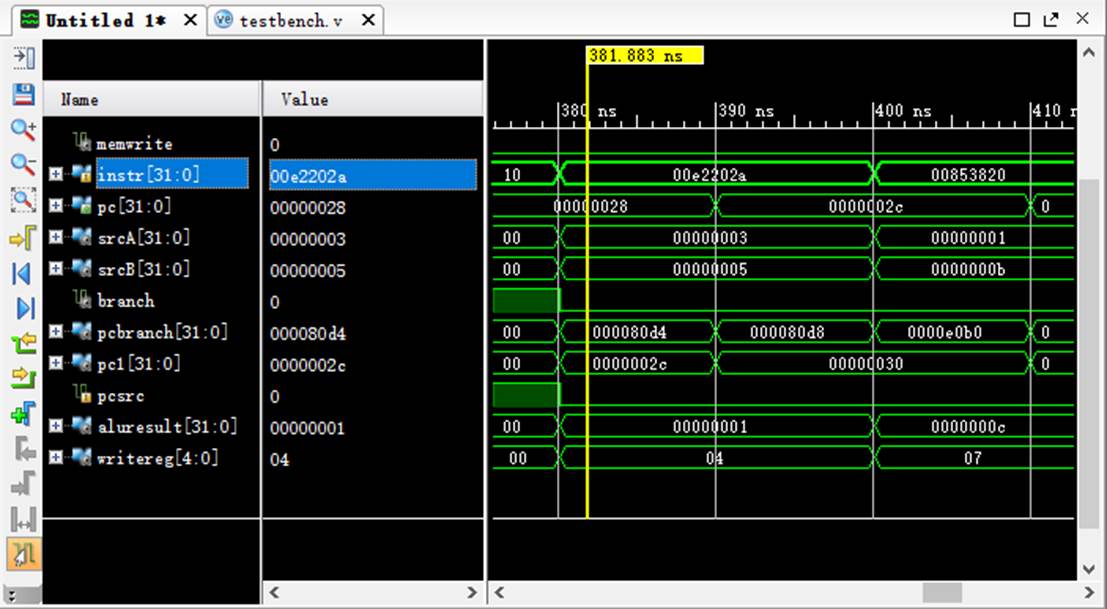 Untitled 1*
testbench.v
381.883 ns
380 ns 390 ns 400 ns 410 n
Name Value
memwrite 0
instr[31:0] 00e2202a 10 00e2202a 00853820
pc[31:0] 00000028 00000028 0000002c 0
srcA[31:0] 00000003 00 00000003 00000001
srcB[31:0] 00000005 00 00000005 0000000b
branch 0
pcbranch[31:0] 000080d4 00 000080d4 000080d8 0000e0b0 0
pc1[31:0] 0000002c 00 0000002c 00000030 0
pcsrc 0
aluresult[31:0] 00000001 00 00000001 0000000c
writereg[4:0] 04 00 04 07